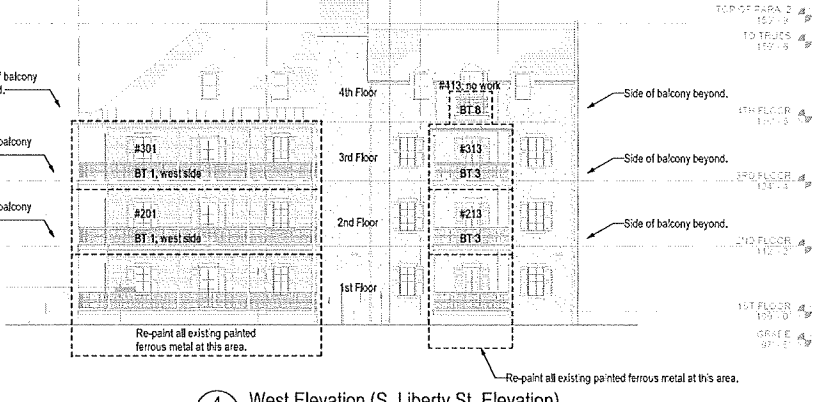 TOP OF PARA. 2
TO TRUSS
f balcony
d.
4th Floor
#413, no work
BT 8
Side of balcony beyond.
4TH FLOOR
balcony
#301
BT 1, west side
3rd Floor
#313
BT 3
Side of balcony beyond.
3RD FLOOR
balcony
#201
BT 1, west side
2nd Floor
#213
BT 3
Side of balcony beyond.
2ND FLOOR
1st Floor
1ST FLOOR
100'-0"
GRADE
Re-paint all existing painted
ferrous metal at this area.
Re-paint all existing painted ferrous metal at this area.
4
West Elevation (S. Liberty St. Elevation)